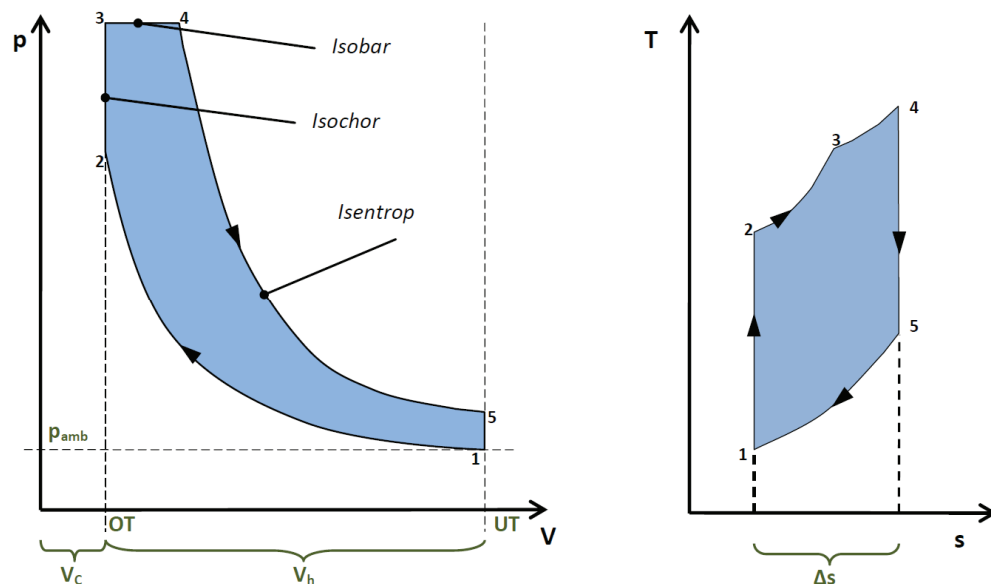 p
3
4
Isobar
Isochor
2
Isentrop
5
p_amb
1
OT
UT
V
V_C
V_h
T
4
3
2
5
1
s
Δs